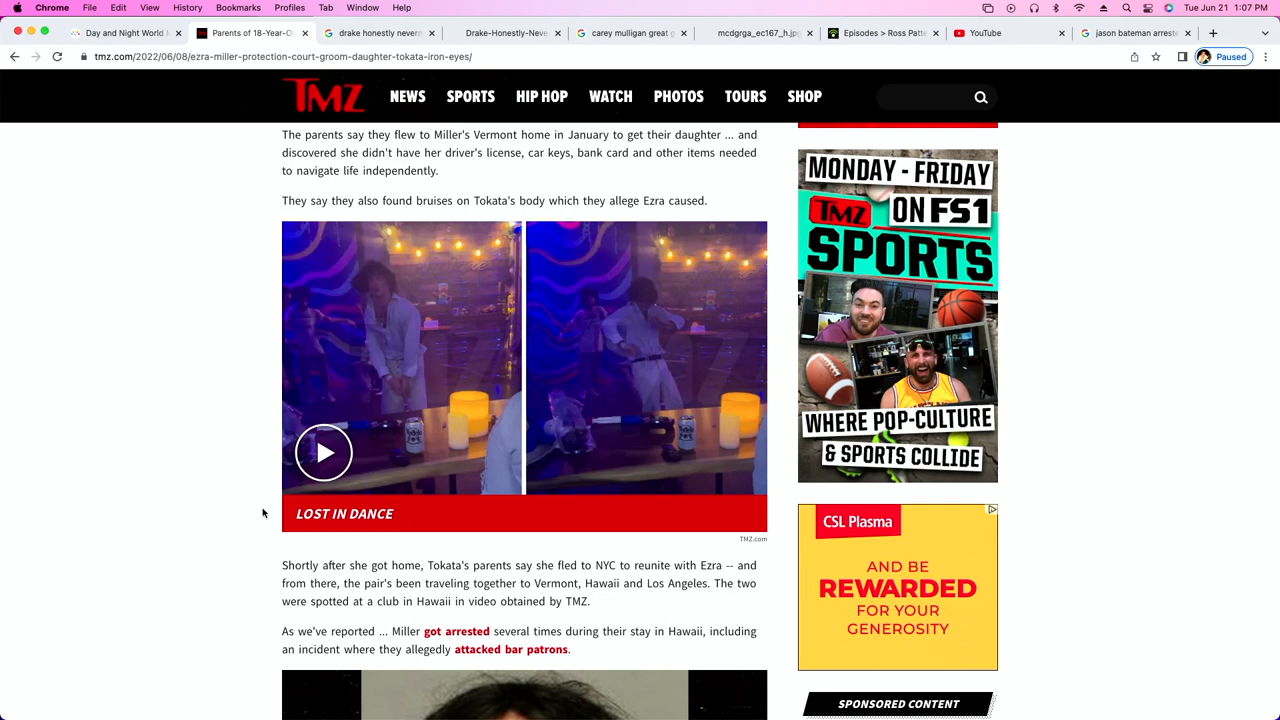 Chrome File Edit View History Bookmarks Profiles Tab Window Help
Tue Jun 21 1:07 PM
Day and Night World
Parents of 18-Year-O
drake honestly neverm
Drake-Honestly-Neve
carey mulligan great g
mcdgrga_ec167_h.jp
Episodes > Ross Patte
YouTube
jason bateman arreste
tmz.com/2022/06/08/ezra-miller-protection-court-groom-daughter-tokata-iron-eyes/
Paused
TMZ
NEWS SPORTS HIP HOP WATCH PHOTOS TOURS SHOP
The parents say they flew to Miller's Vermont home in January to get their daughter ... and
discovered she didn't have her driver's license, car keys, bank card and other items needed
to navigate life independently.
They say they also found bruises on Tokata's body which they allege Ezra caused.
LOST IN DANCE
TMZ.com
Shortly after she got home, Tokata's parents say she fled to NYC to reunite with Ezra -- and
from there, the pair's been traveling together to Vermont, Hawaii and Los Angeles. The two
were spotted at a club in Hawaii in video obtained by TMZ.
As we've reported ... Miller got arrested several times during their stay in Hawaii, including
an incident where they allegedly attacked bar patrons.
MONDAY - FRIDAY
TMZ ON FS1
SPORTS
WHERE POP-CULTURE
& SPORTS COLLIDE
CSL Plasma
AND BE
REWARDED
FOR YOUR
GENEROSITY
SPONSORED CONTENT